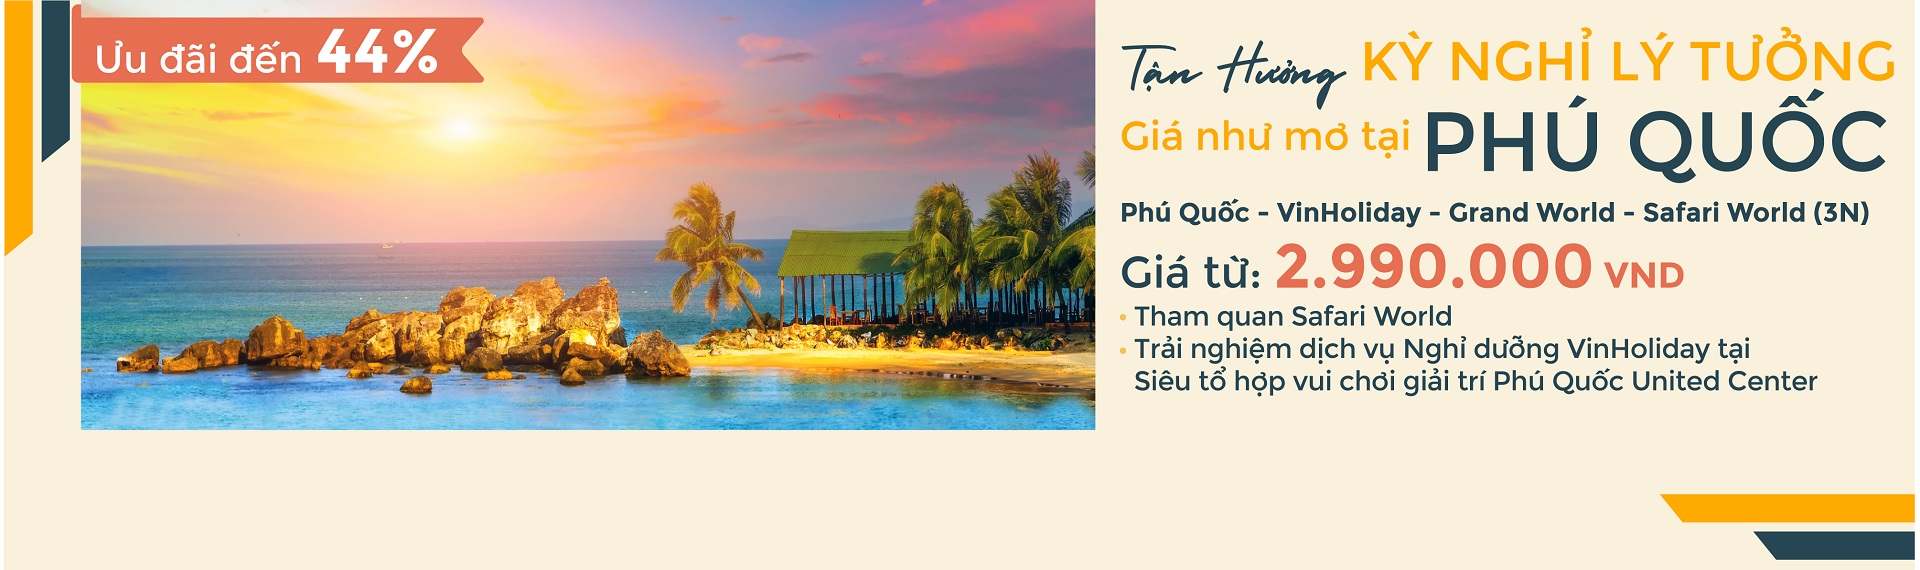 Ưu đãi đến 44%
Tận Hưởng KỲ NGHỈ LÝ TƯỞNG
Giá như mơ tại PHÚ QUỐC
Phú Quốc - VinHoliday - Grand World - Safari World (3N)
Giá từ: 2.990.000 VND
• Tham quan Safari World
• Trải nghiệm dịch vụ Nghỉ dưỡng VinHoliday tại
Siêu tổ hợp vui chơi giải trí Phú Quốc United Center